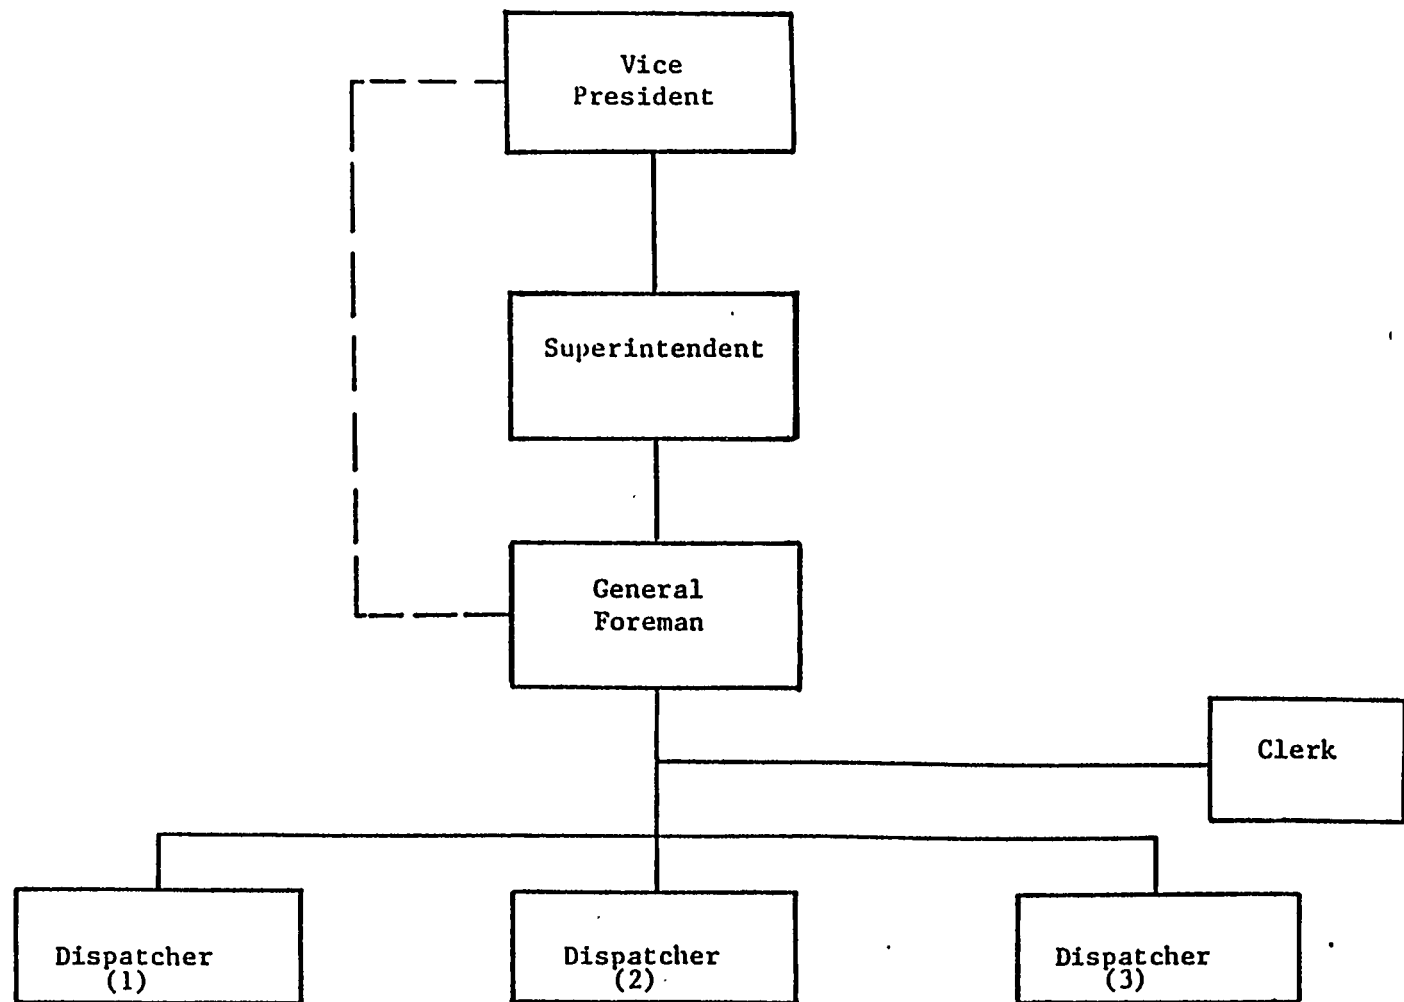 Vice
President
Superintendent
General
Foreman
Clerk
Dispatcher
(1)
Dispatcher
(2)
Dispatcher
(3)